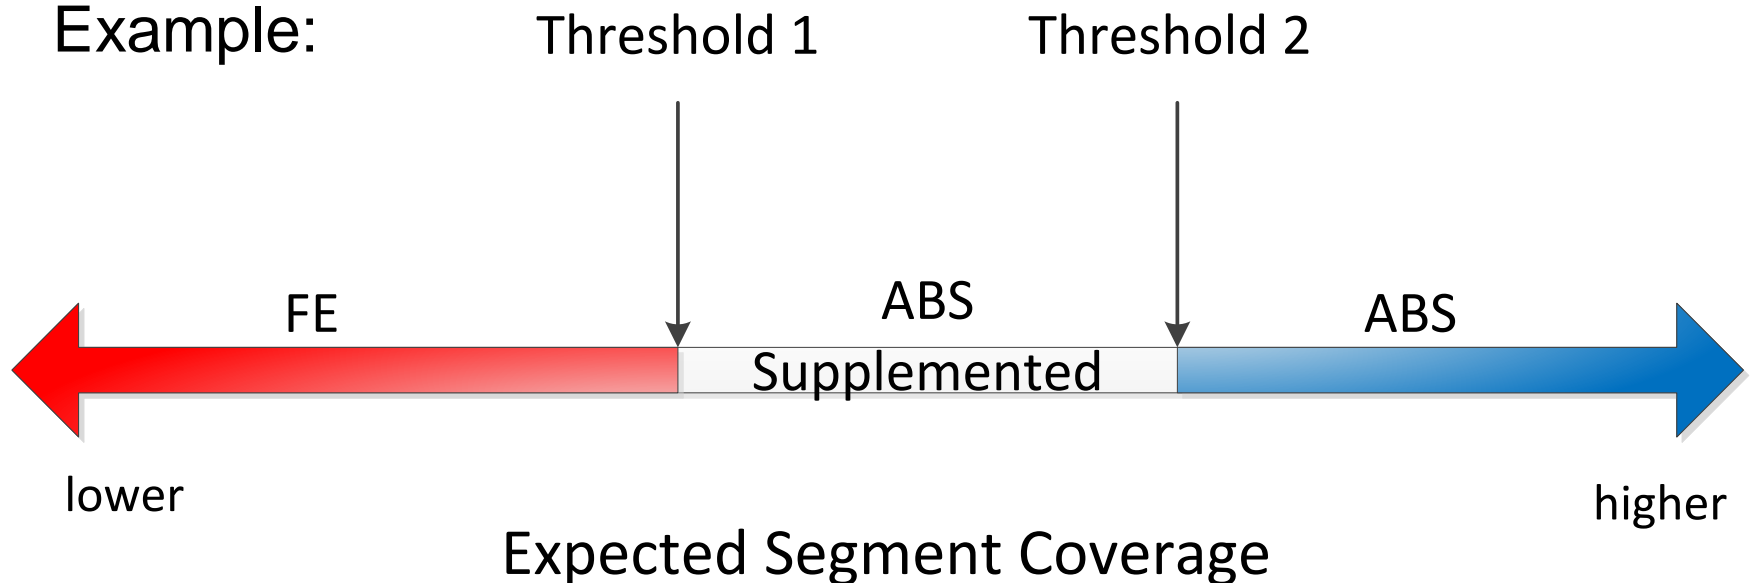 Example:
Threshold 1
Threshold 2
FE
ABS
ABS
Supplemented
lower
higher
Expected Segment Coverage